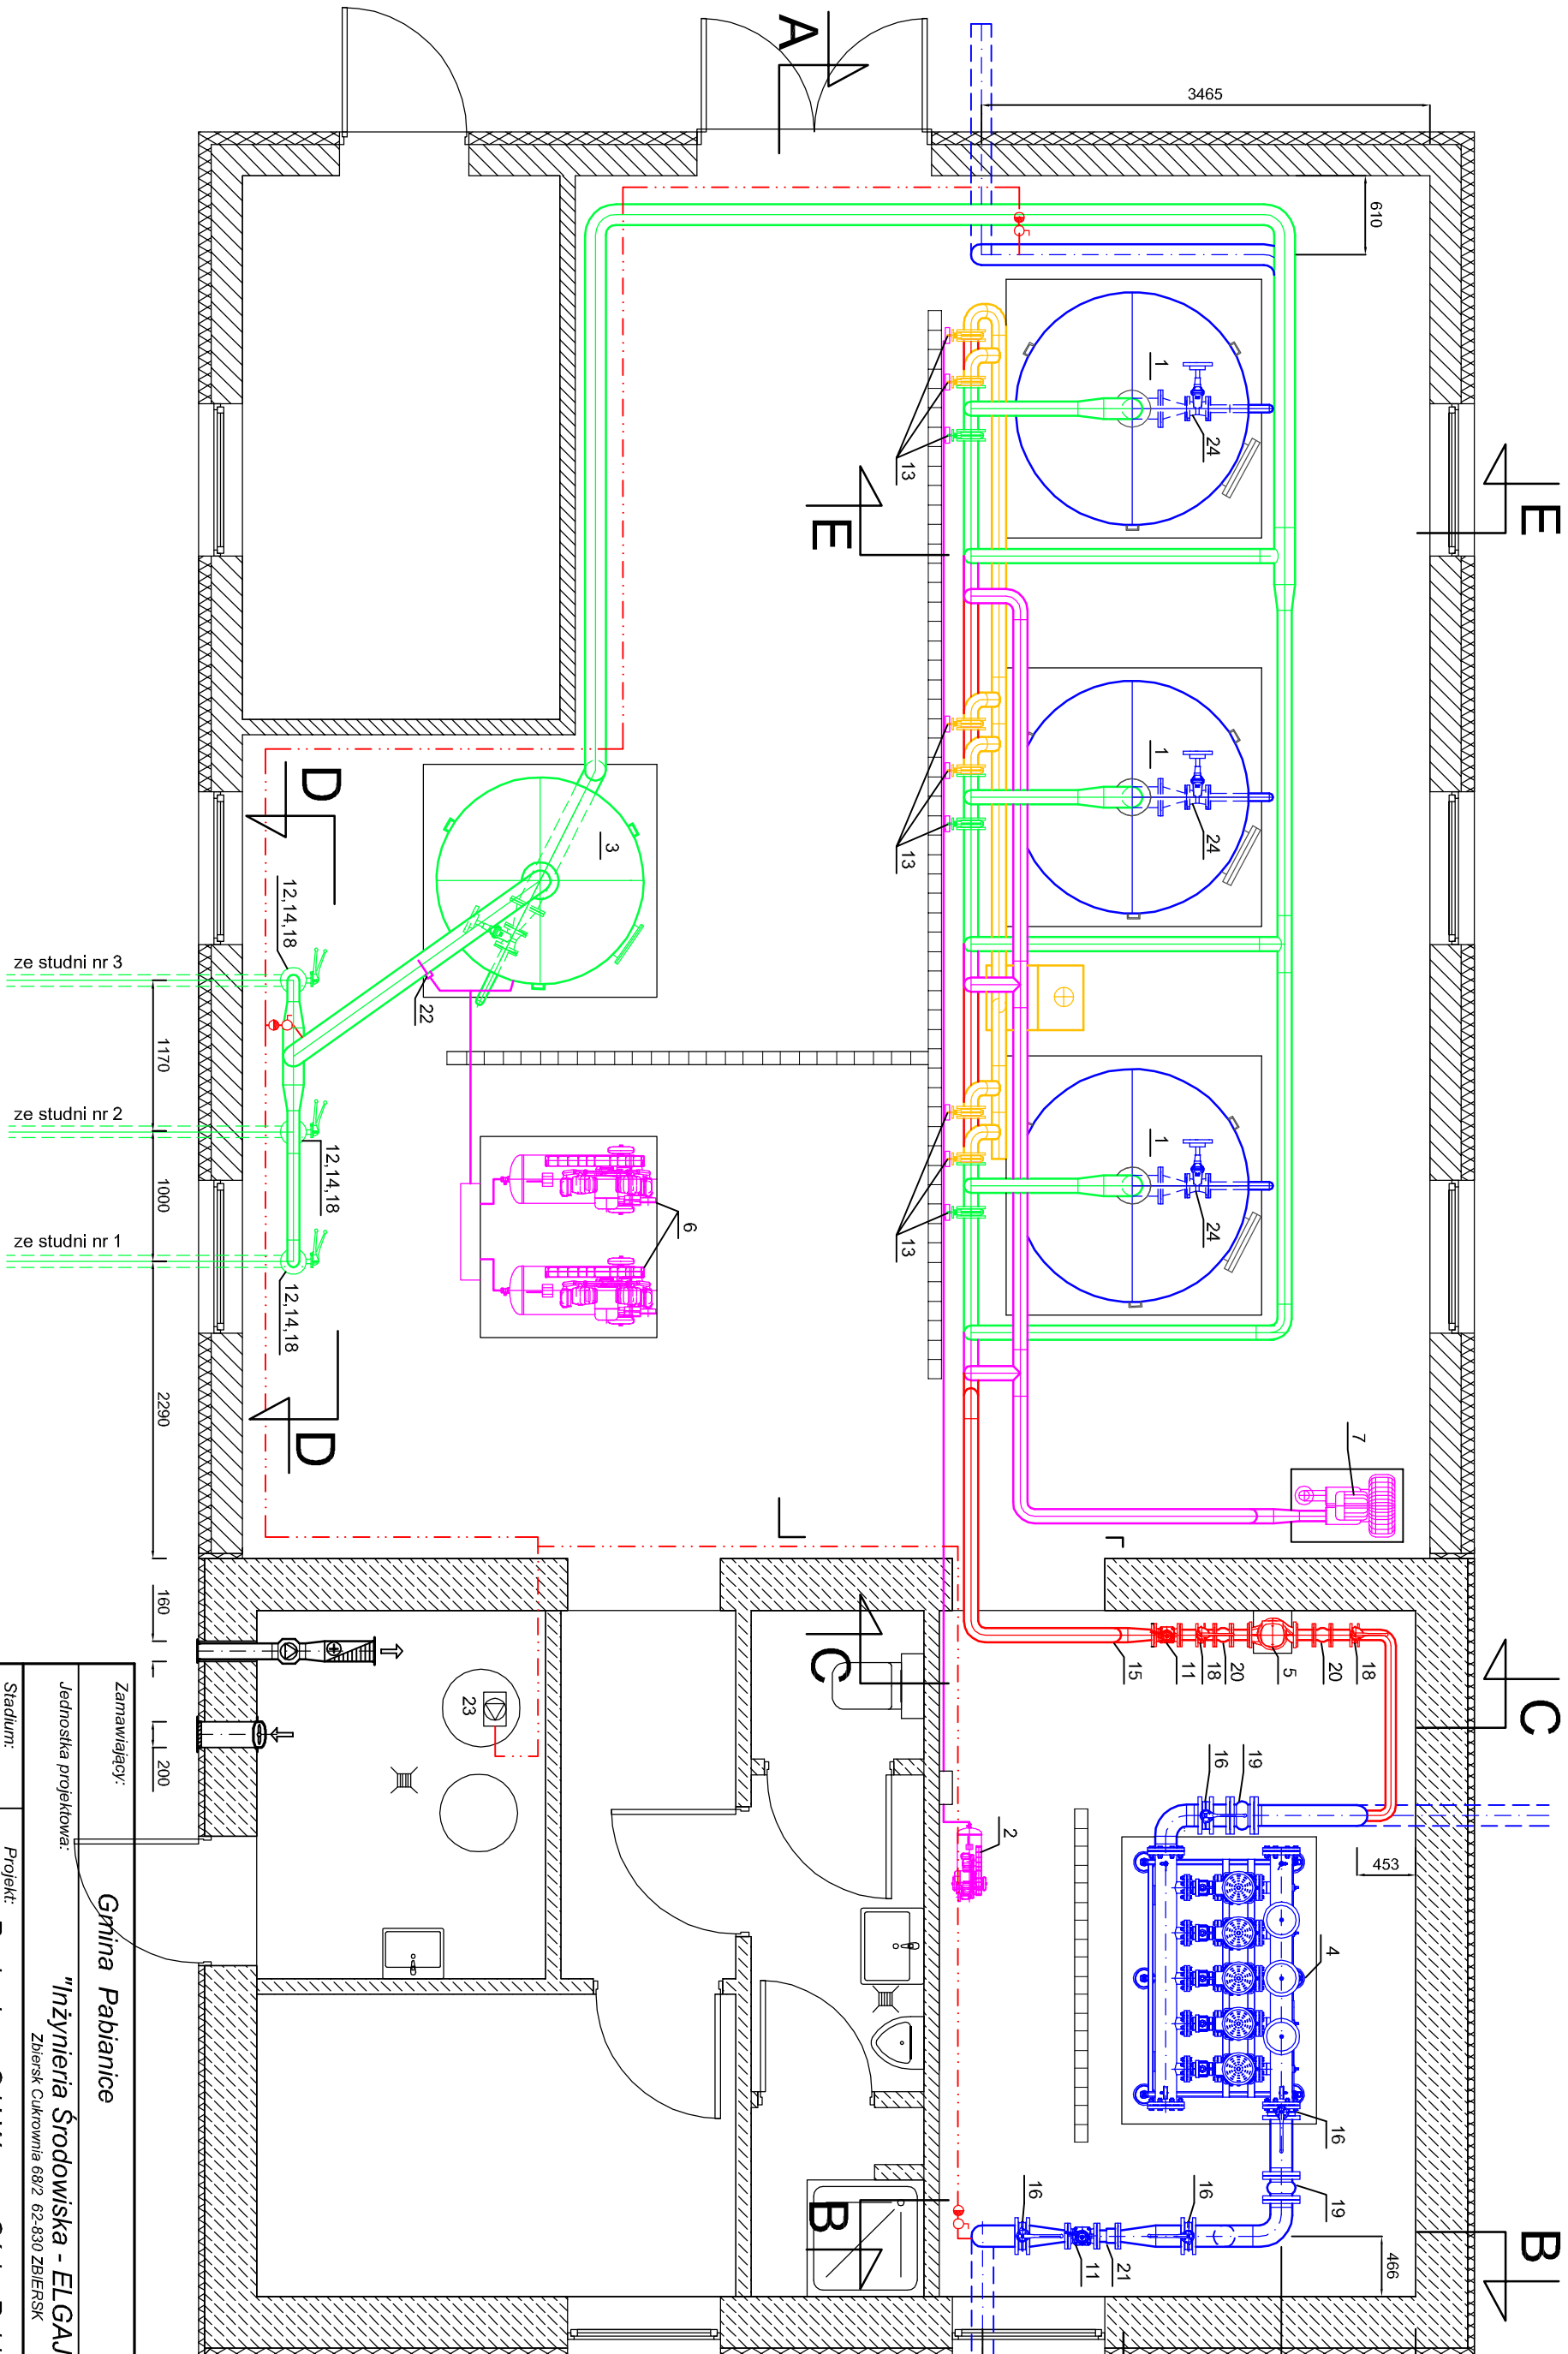 A
3465
610
E
E
1
24
13
1
24
13
1
24
13
3
22
6
7
D
D
12,14,18
12,14,18
12,14,18
ze studni nr 3
ze studni nr 2
ze studni nr 1
1170
1000
2290
160
200
C
C
15
11
18
20
5
20
18
16
19
453
4
2
23
16
19
466
B
B
16
11
21
16
Zamawiający:
Gmina Pabianice
Jednostka projektowa:
"Inżynieria Środowiska - ELGAJ
Zbiersk Cukrownia 68/2 62-830 ZBIERSK
Stadium:
Projekt: